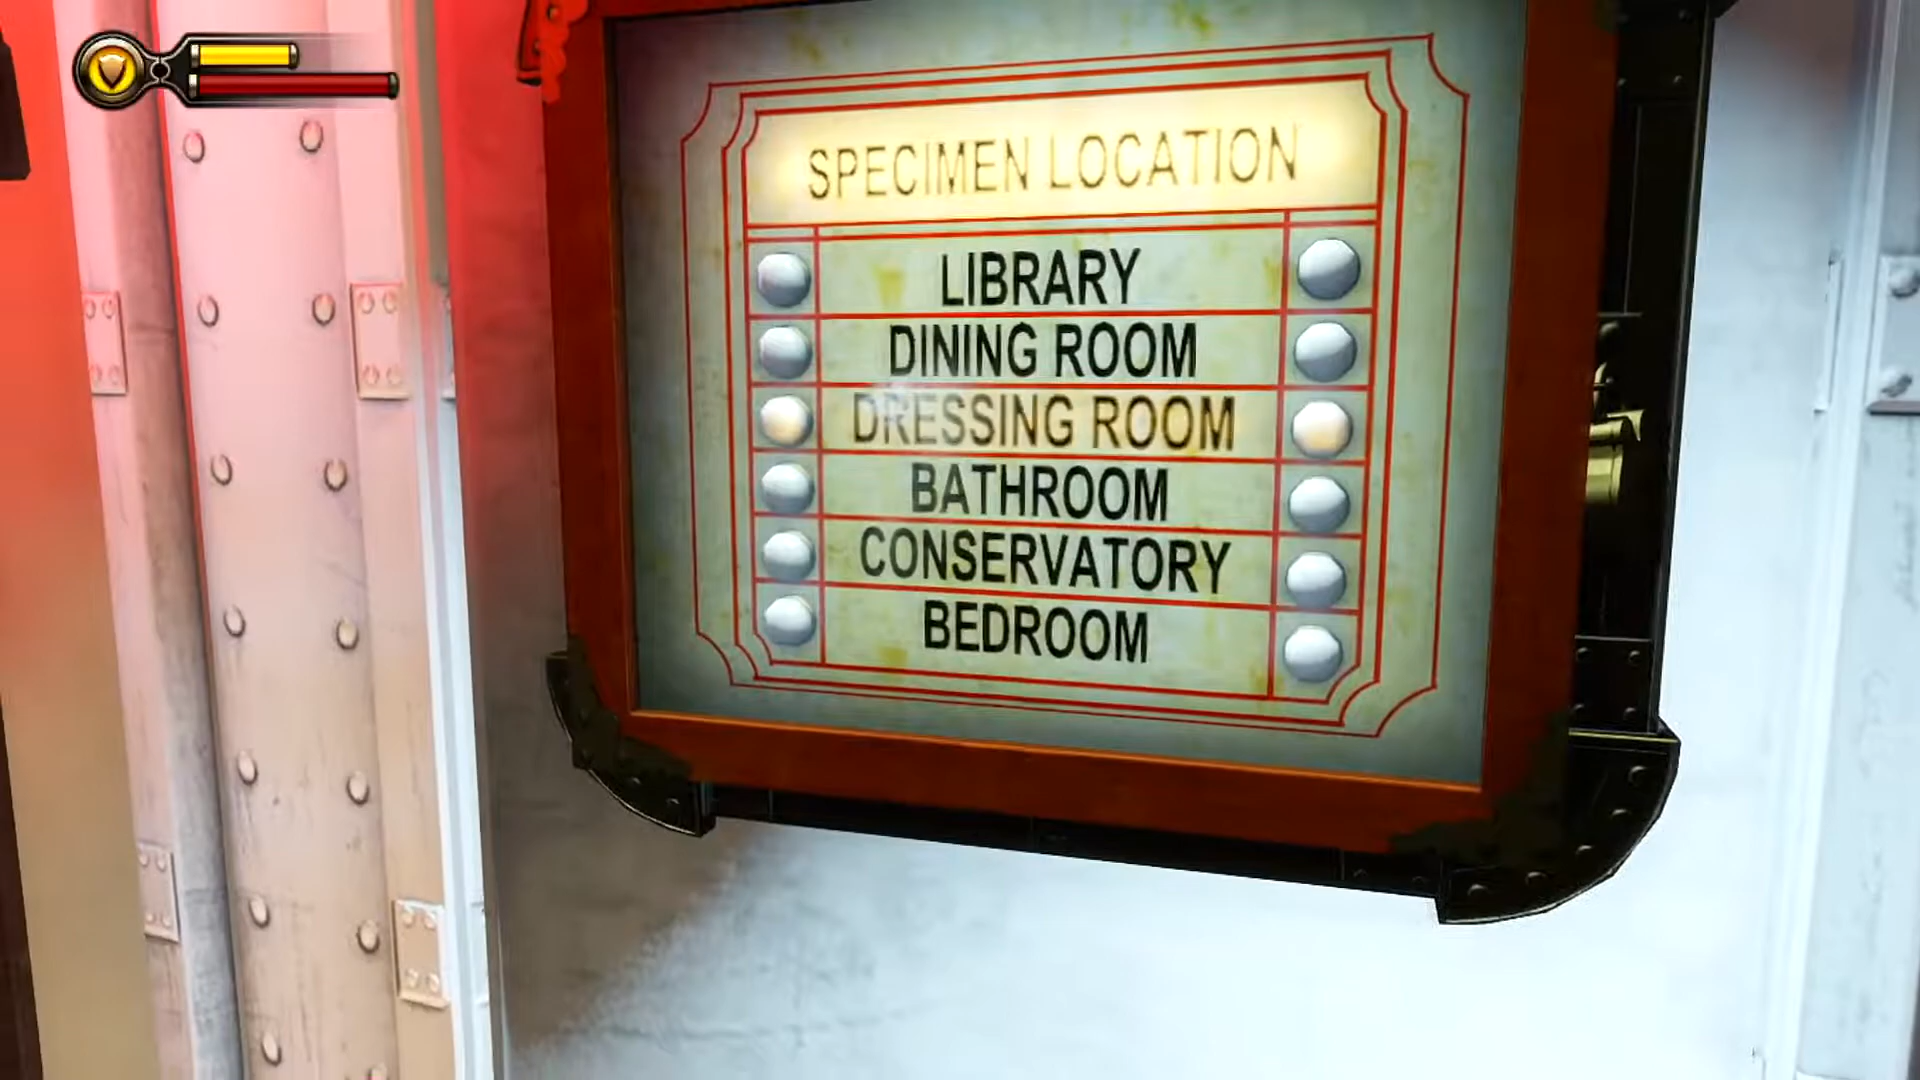 SPECIMEN LOCATION
LIBRARY
DINING ROOM
DRESSING ROOM
BATHROOM
CONSERVATORY
BEDROOM